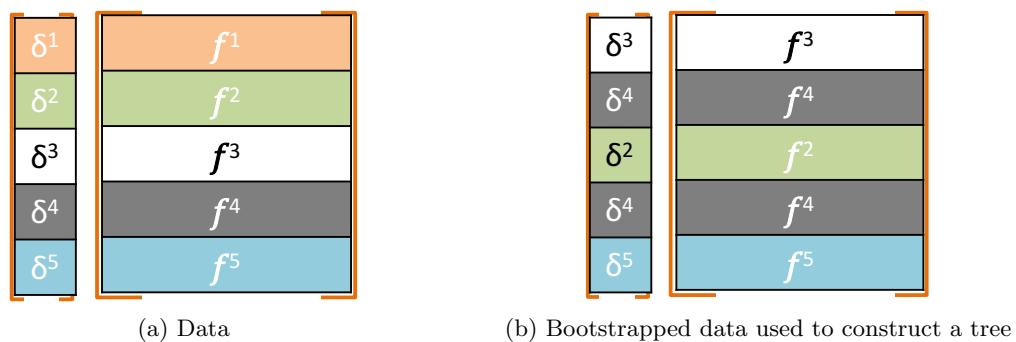 δ¹ f¹
δ² f²
δ³ f³
δ⁴ f⁴
δ⁵ f⁵
(a) Data
δ³ f³
δ⁴ f⁴
δ² f²
δ⁴ f⁴
δ⁵ f⁵
(b) Bootstrapped data used to construct a tree